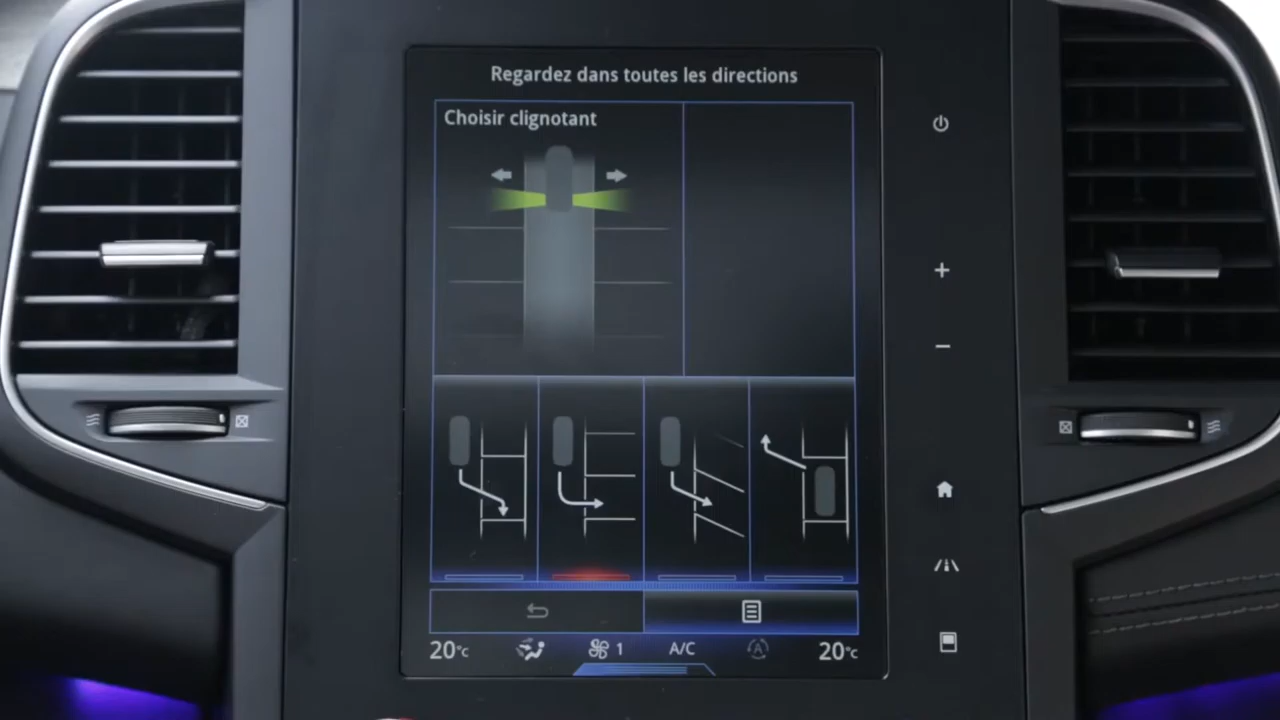 Regardez dans toutes les directions
Choisir clignotant
20°C
1
A/C
A
20°C